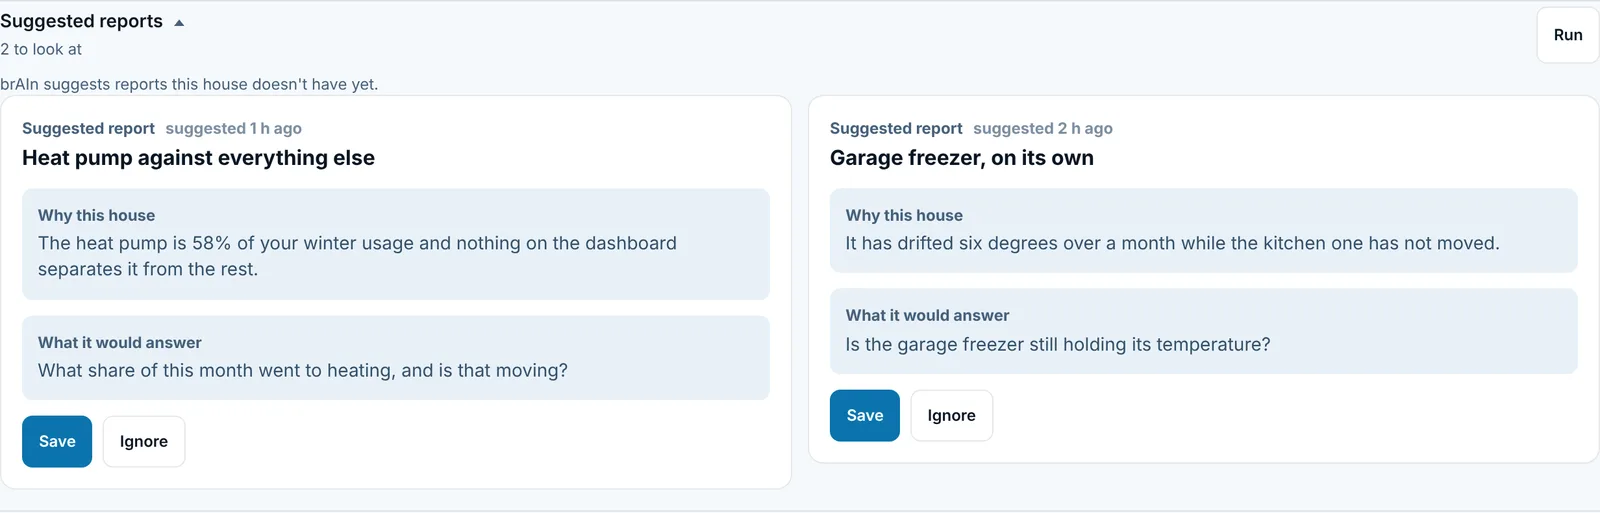 Suggested reports
2 to look at
Run
brAIn suggests reports this house doesn't have yet.
Suggested report suggested 1 h ago
Heat pump against everything else
Why this house
The heat pump is 58% of your winter usage and nothing on the dashboard
separates it from the rest.
What it would answer
What share of this month went to heating, and is that moving?
Save
Ignore
Suggested report suggested 2 h ago
Garage freezer, on its own
Why this house
It has drifted six degrees over a month while the kitchen one has not moved.
What it would answer
Is the garage freezer still holding its temperature?
Save
Ignore